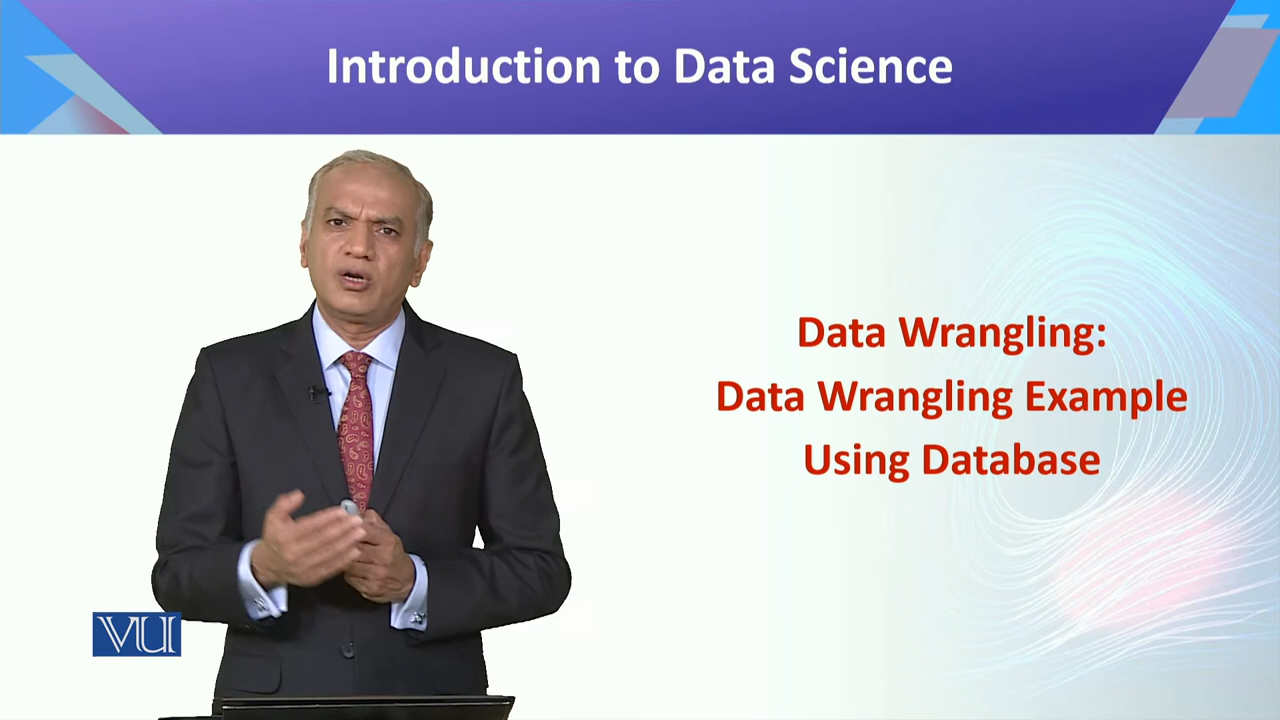 Introduction to Data Science
Data Wrangling:
Data Wrangling Example
Using Database
VU